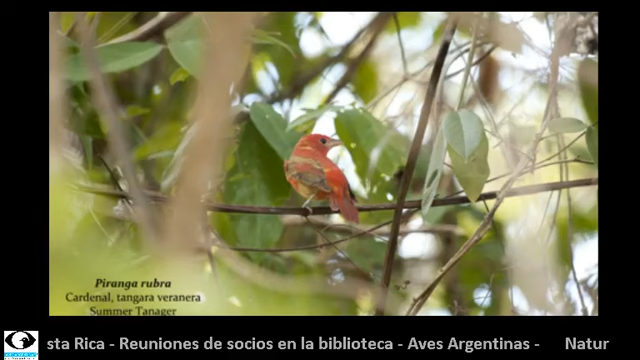 Piranga rubra
Cardenal, tangara veranera
Summer Tanager
sta Rica - Reuniones de socios en la biblioteca - Aves Argentinas - Natur